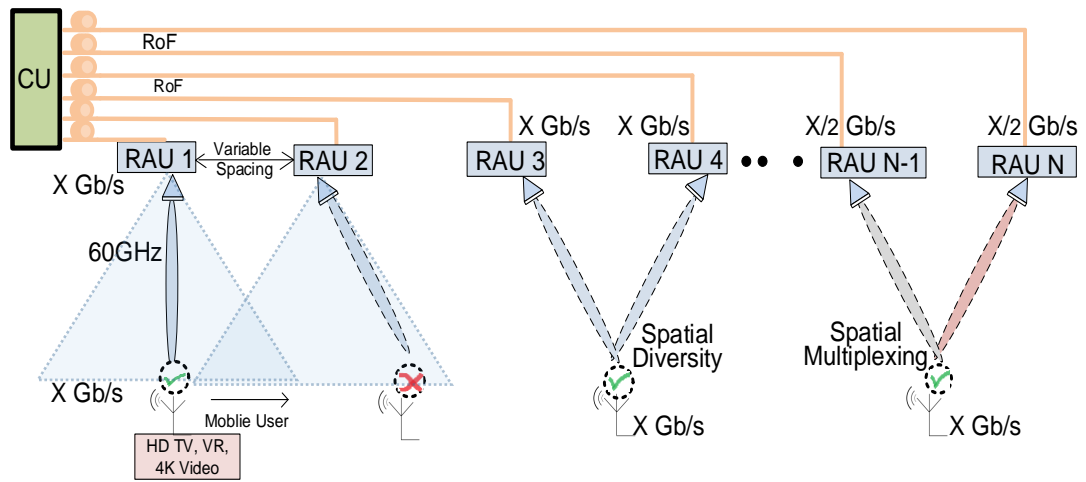 CU
RoF
RoF
X Gb/s
X Gb/s
X/2 Gb/s
X/2 Gb/s
RAU 1
Variable
Spacing
RAU 2
RAU 3
RAU 4
RAU N-1
RAU N
X Gb/s
60GHz
Spatial
Diversity
Spatial
Multiplexing
X Gb/s
Moblie User
X Gb/s
X Gb/s
HD TV, VR,
4K Video